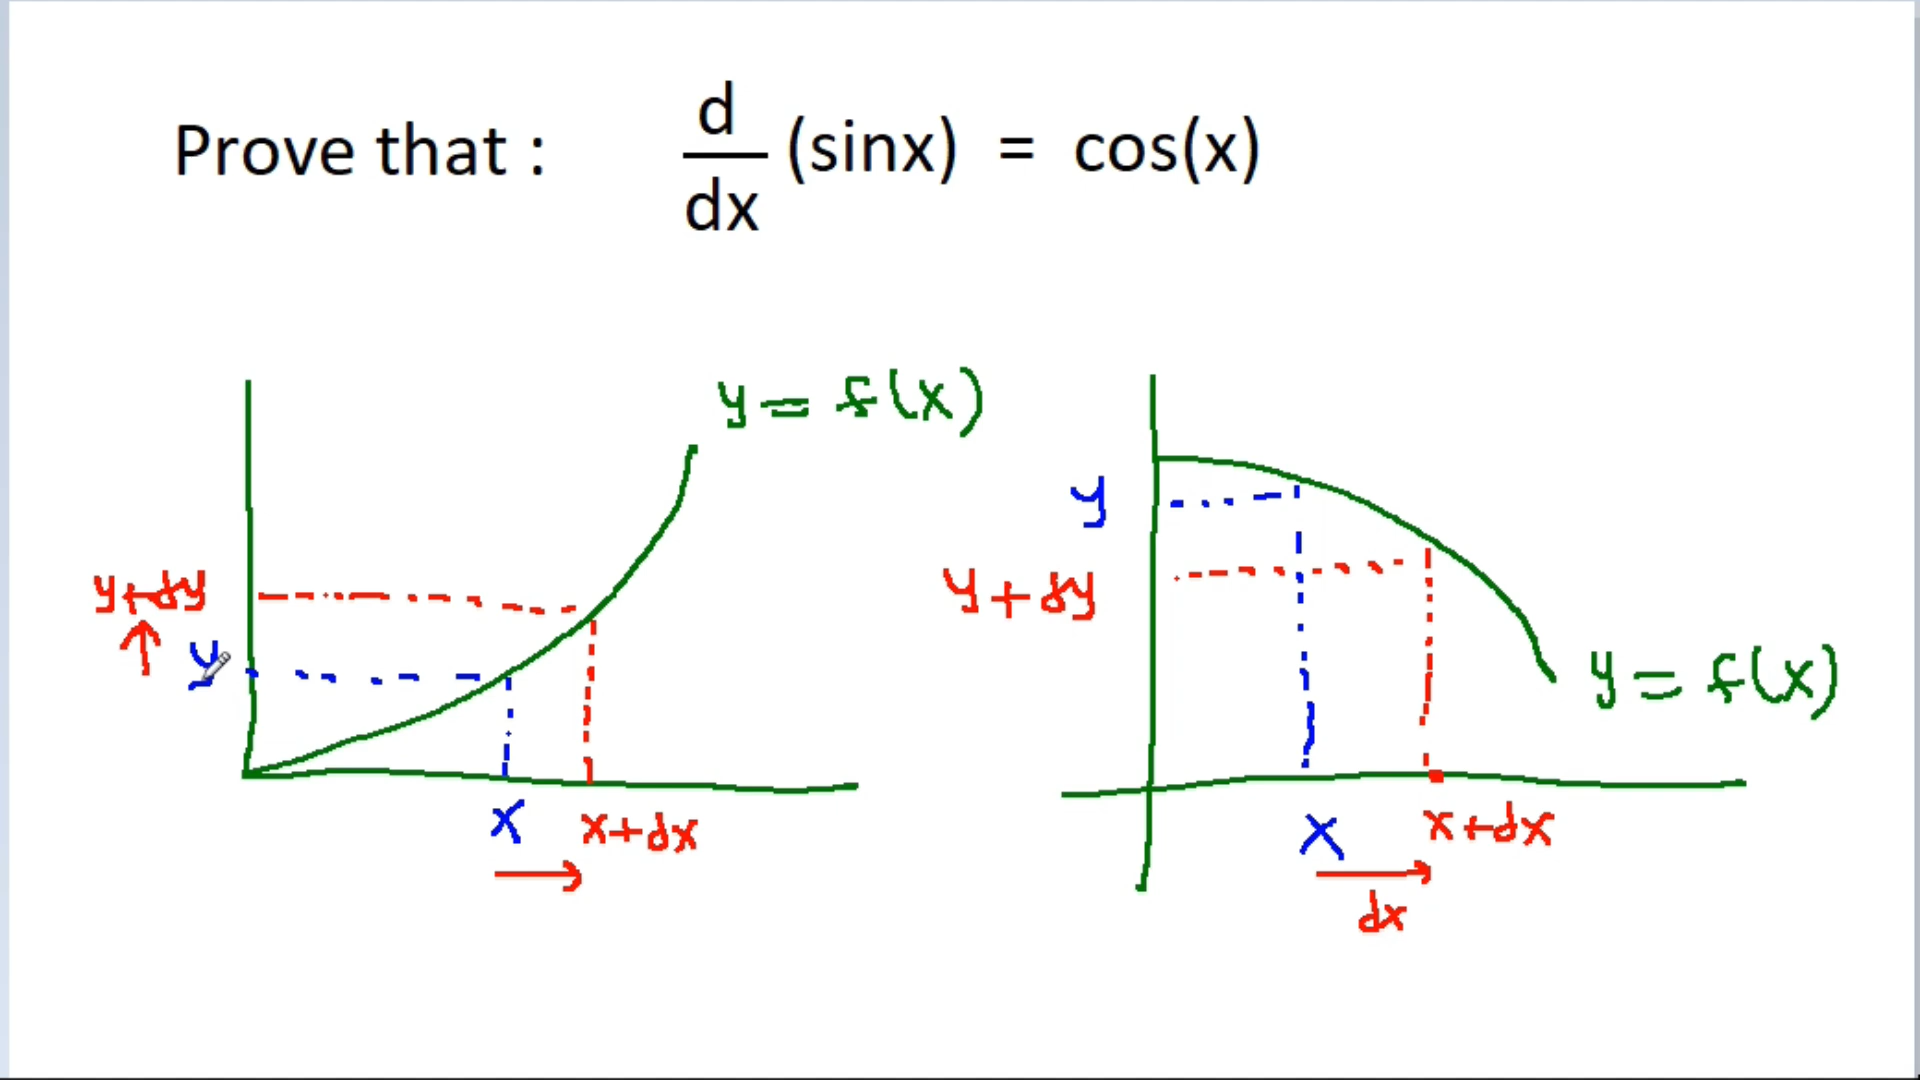 Prove that : d/dx (sinx) = cos(x)
y = f(x)
y
y+dy
y+dy
y
y = f(x)
x x+dx
x x+dx
dx